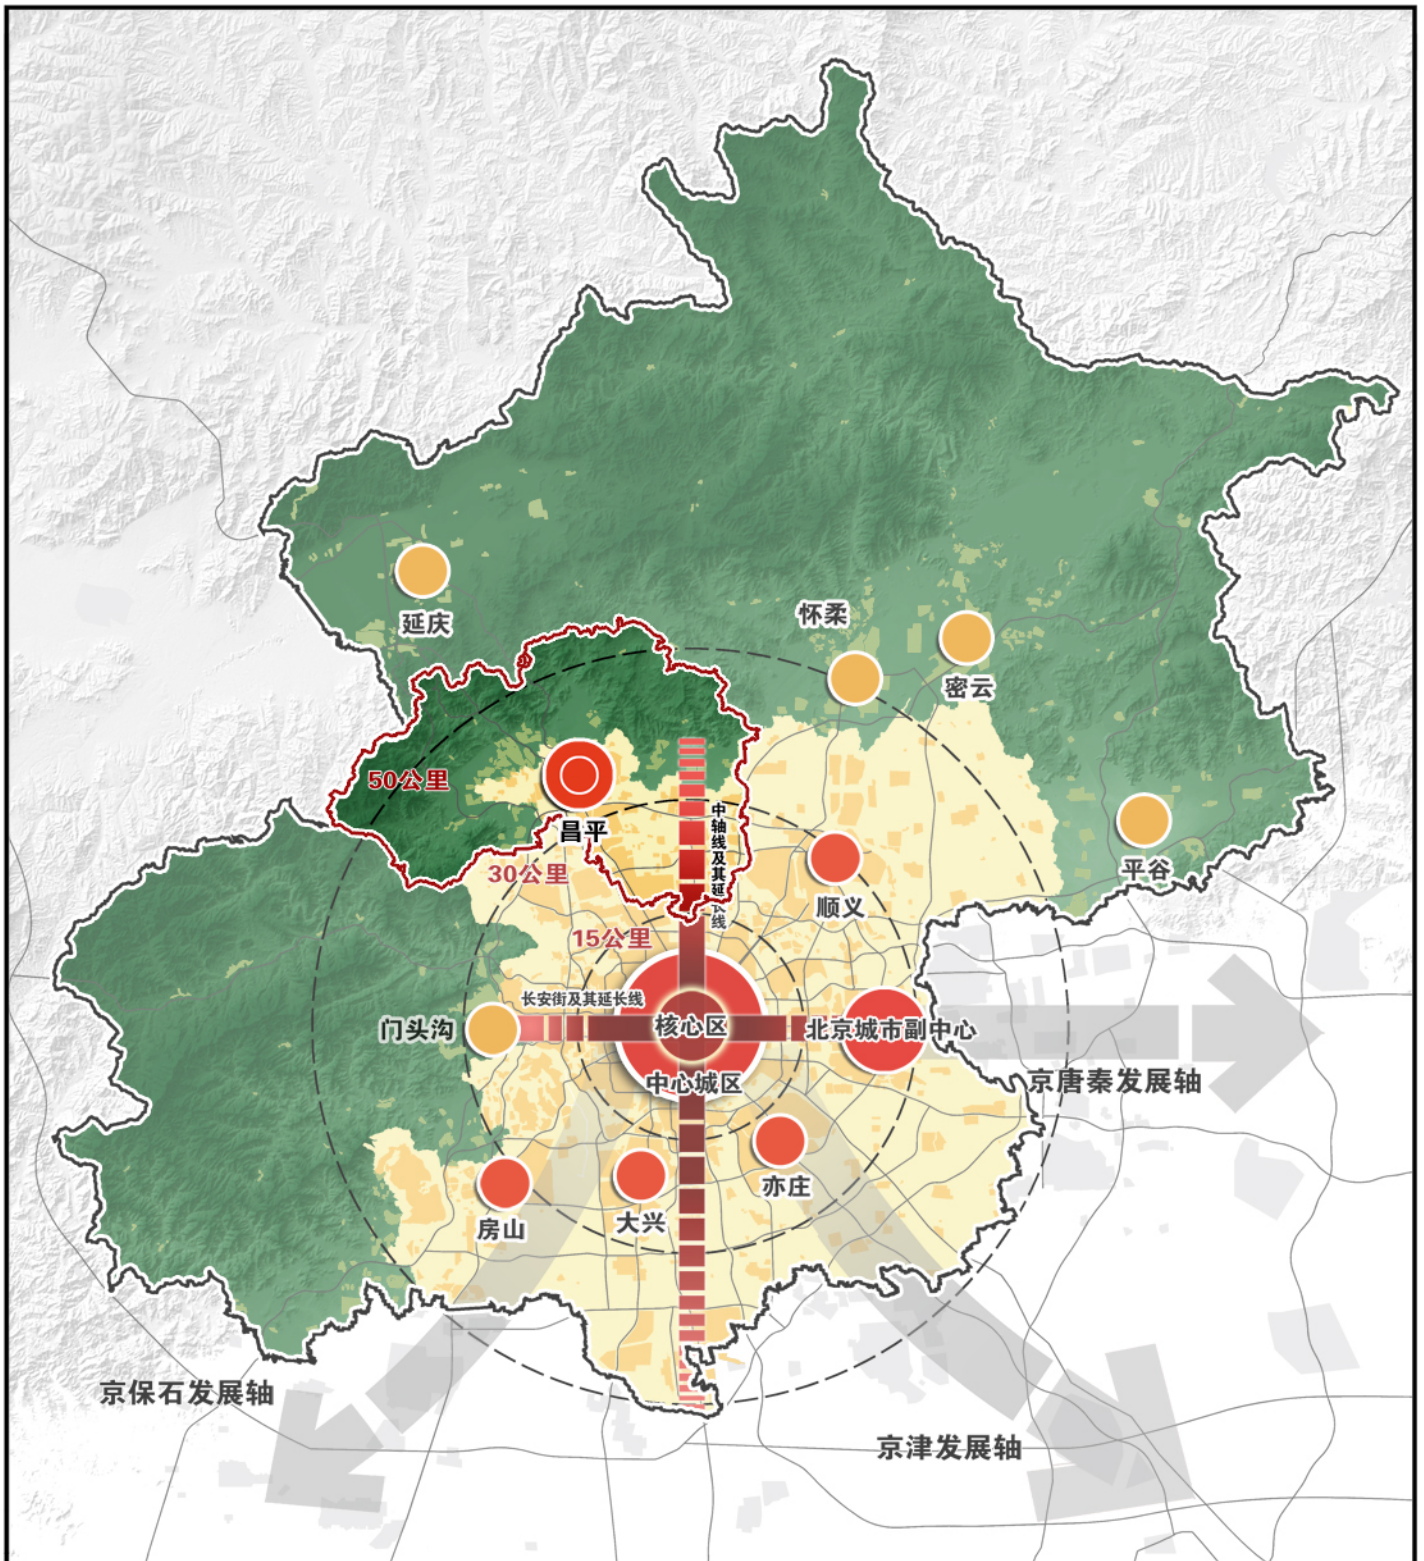 延庆
怀柔
密云
50公里
昌平
中轴线及其延长线
30公里
平谷
顺义
15公里
长安街及其延长线
门头沟
核心区
北京城市副中心
中心城区
京唐秦发展轴
亦庄
大兴
房山
京保石发展轴
京津发展轴